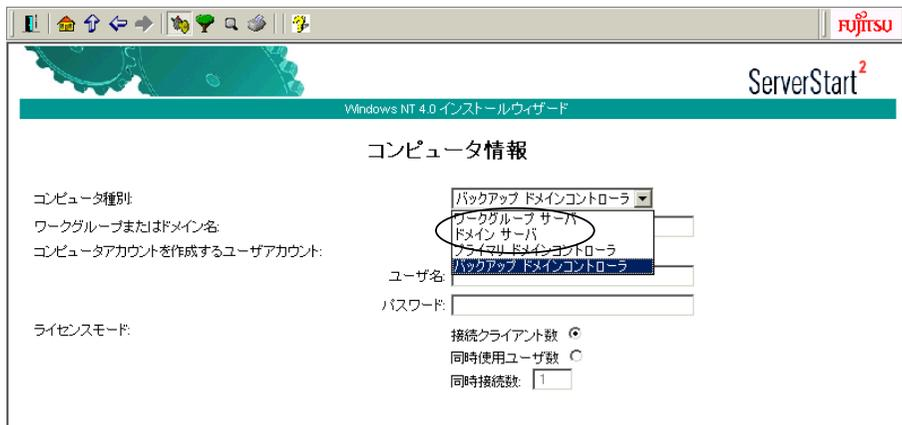 FUJITSU
ServerStart2
Windows NT 4.0 インストールウィザード
コンピュータ情報
コンピュータ種別:
バックアップ ドメインコントローラ
ワークグループ サーバ
ドメイン サーバ
プライマリ ドメインコントローラ
バックアップ ドメインコントローラ
ワークグループまたはドメイン名:
コンピュータアカウントを作成するユーザアカウント:
ユーザ名:
パスワード:
ライセンスモード:
接続クライアント数
同時使用ユーザ数
同時接続数: 1